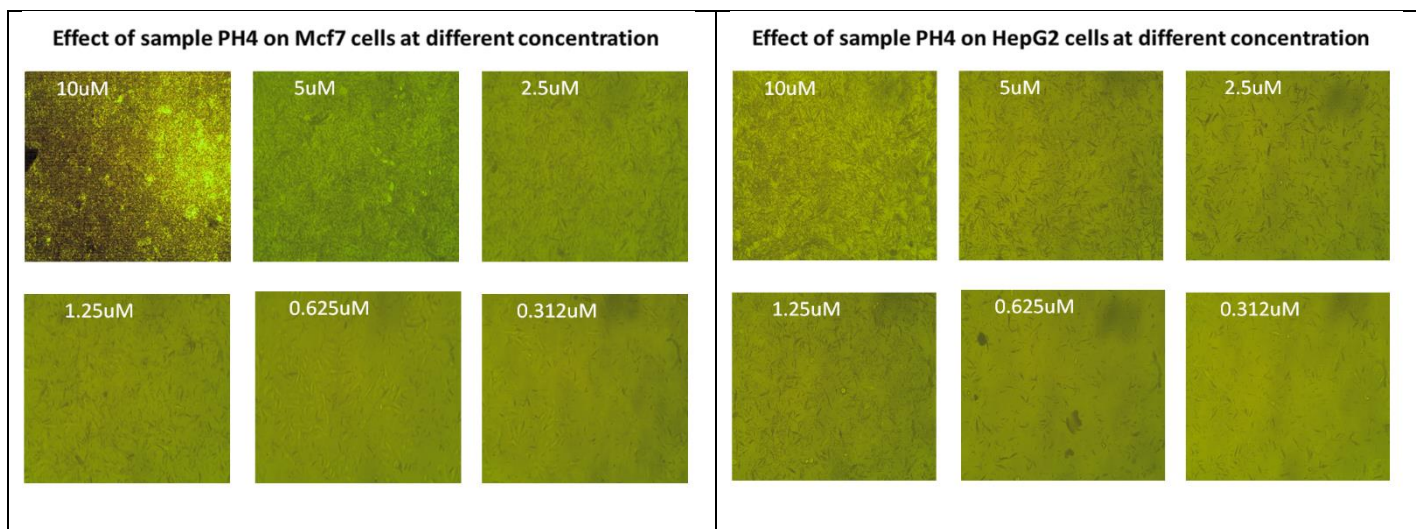 Effect of sample PH4 on Mcf7 cells at different concentration
10uM
5uM
2.5uM
1.25uM
0.625uM
0.312uM
Effect of sample PH4 on HepG2 cells at different concentration
10uM
5uM
2.5uM
1.25uM
0.625uM
0.312uM